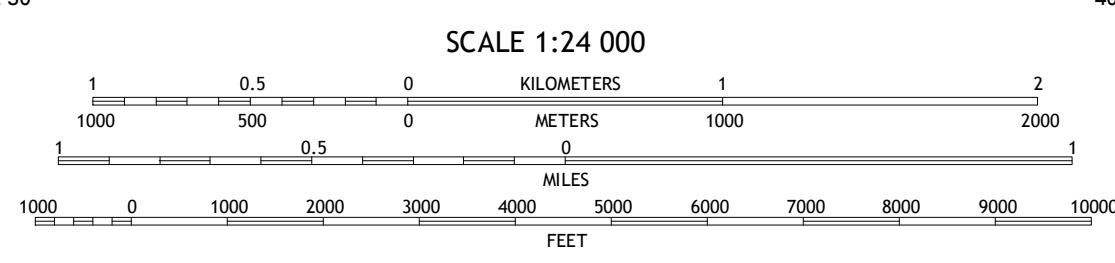 SCALE 1:24 000
1 0.5 0 KILOMETERS 1 2
1000 500 0 METERS 1000 2000
1 0.5 0 1
MILES
1000 0 1000 2000 3000 4000 5000 6000 7000 8000 9000 10000
FEET